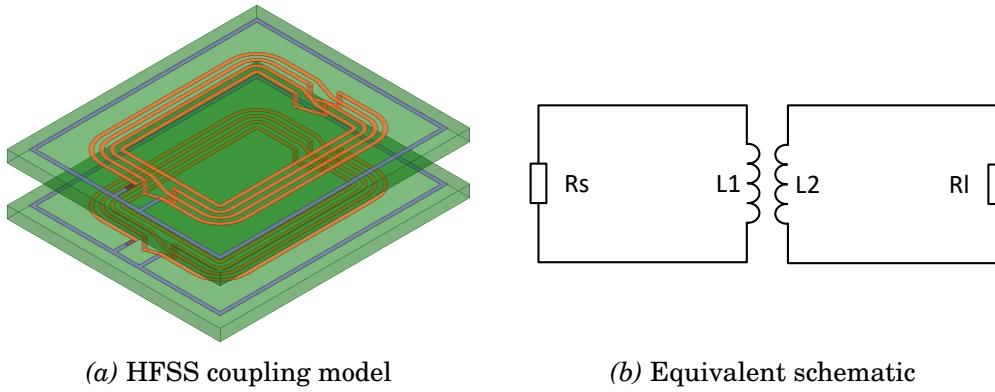 Rs
L1
L2
Rl
(a) HFSS coupling model
(b) Equivalent schematic